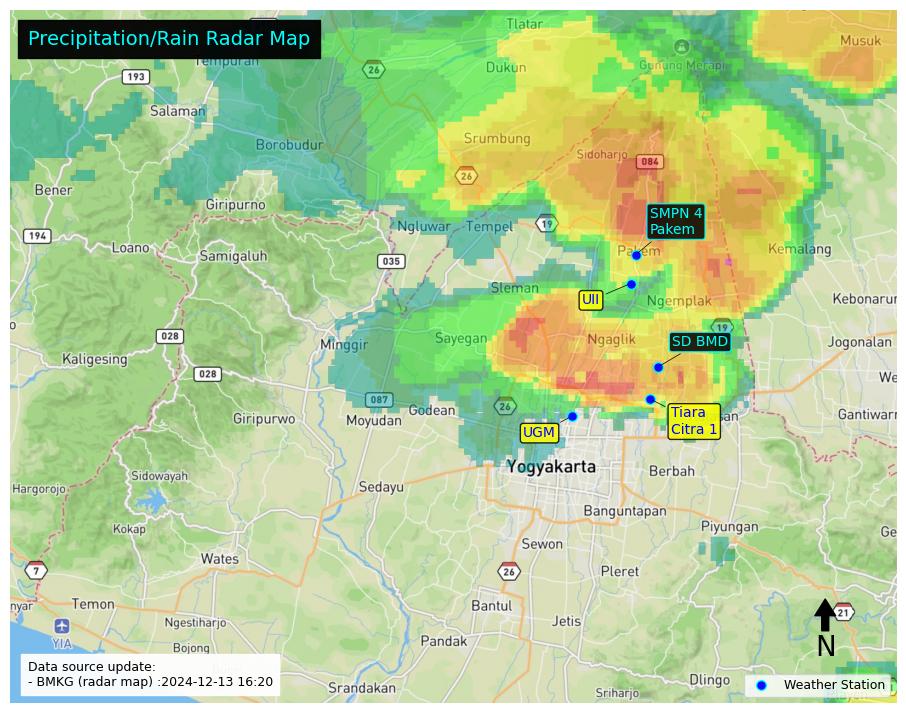 Precipitation/Rain Radar Map
Tlatar
Musuk
Gunung Merapi
Tempuran
26
Dukun
193
Salaman
Srumbung
Borobudur
Sidoharjo
084
26
Bener
Giripurno
SMPN 4
Pakem
Ngluwar
Tempel
19
194
Loano
Samigaluh
Pakem
Kemalang
035
Sleman
UII
Ngemplak
Kebonarum
19
028
Minggir
Sayegan
Ngaglik
SD BMD
Jogonalan
Kaligesing
028
We
087
26
Godean
Tiara
Citra 1
an
Gantiwarn
Giripurwo
Moyudan
UGM
Yogyakarta
Berbah
Sidowayah
Hargorojo
Sedayu
Banguntapan
Kokap
Piyungan
Ge
Sewon
Wates
7
26
Pleret
nyar
Temon
Bantul
21
Ngestiharjo
Jetis
YIA
Pandak
N
Bojong
Data source update:
- BMKG (radar map) :2024-12-13 16:20
Srandakan
Dlingo
Sriharjo
Weather Station